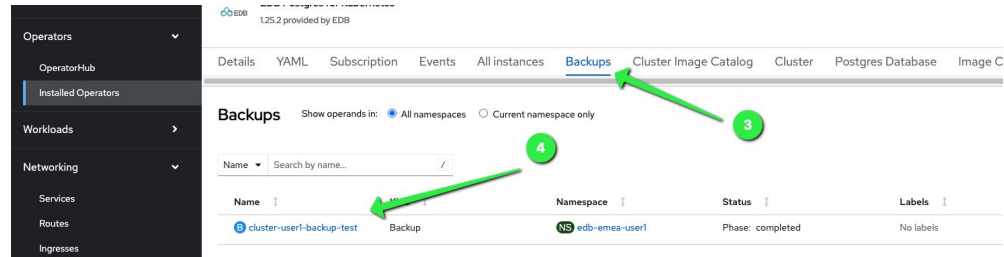 EDB
1.25.2 provided by EDB
Operators
OperatorHub
Installed Operators
Workloads
Networking
Services
Routes
Ingresses
Details YAML Subscription Events All instances Backups Cluster Image Catalog Cluster Postgres Database Image C
Backups Show operands in: All namespaces Current namespace only
3
4
Name Search by name... /
Name Namespace Status Labels
B cluster-user1-backup-test Backup NS edb-emea-user1 Phase: completed No labels